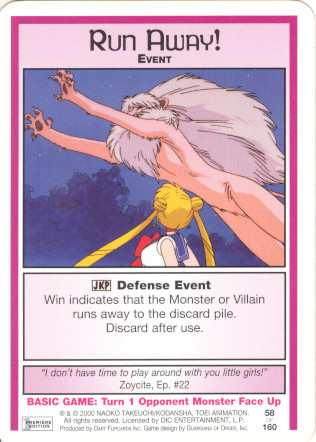 Run Away!
Event
JKP Defense Event
Win indicates that the Monster or Villain
runs away to the discard pile.
Discard after use.
"I don't have time to play around with you little girls!"
Zoycite, Ep. #22
BASIC GAME: Turn 1 Opponent Monster Face Up
PREMIERE
EDITION
® & © 2000 NAOKO TAKEUCHI/KODANSHA, TOEI ANIMATION.
All rights reserved. Licensed by DIC ENTERTAINMENT, L.P.
Produced by Dart Flipcards Inc. Game design by Guardians of Order, Inc.
58
OF
160